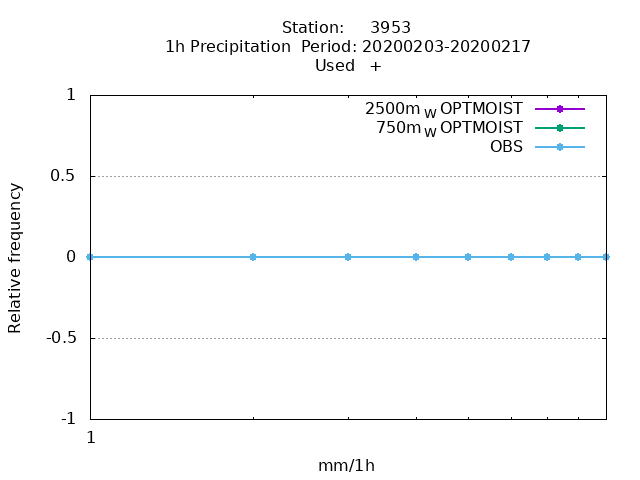 Station: 3953
1h Precipitation Period: 20200203-20200217
Used +
2500m W OPTMOIST
750m W OPTMOIST
OBS
1
0.5
0
-0.5
-1
Relative frequency
1
mm/1h